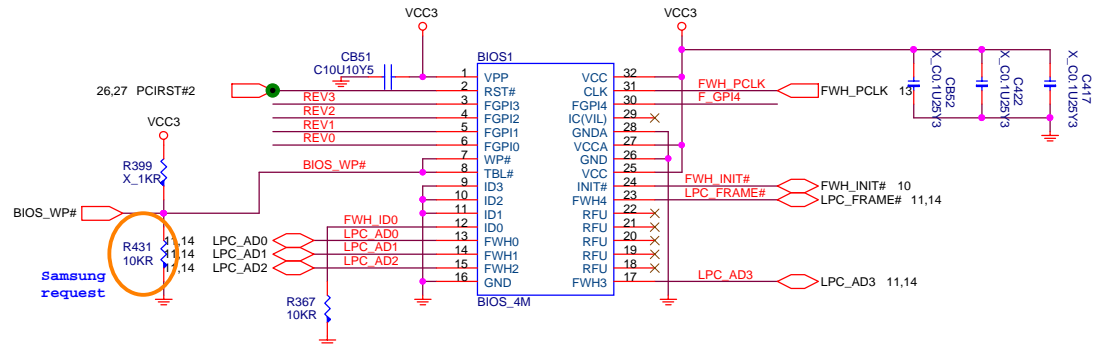 VCC3
VCC3
CB51
C10U10Y5
BIOS1
26,27 PCIRST#2
REV3
REV2
REV1
REV0
VCC3
R399
X_1KR
BIOS_WP#
BIOS_WP#
R431
10KR
11,14
11,14
11,14
Samsung
request
FWH_ID0
LPC_AD0 LPC_AD0
LPC_AD1 LPC_AD1
LPC_AD2 LPC_AD2
R367
10KR
1 VPP VCC 32
2 RST# CLK 31
3 FGPI3 FGPI4 30
4 FGPI2 IC(VIL) 29
5 FGPI1 GNDA 28
6 FGPI0 VCCA 27
7 WP# GND 26
8 TBL# VCC 25
9 ID3 INIT# 24
10 ID2 FWH4 23
11 ID1 RFU 22
12 ID0 RFU 21
13 FWH0 RFU 20
14 FWH1 RFU 19
15 FWH2 RFU 18
16 GND FWH3 17
BIOS_4M
FWH_PCLK FWH_PCLK 13
F_GPI4
FWH_INIT# FWH_INIT# 10
LPC_FRAME# LPC_FRAME# 11,14
LPC_AD3 LPC_AD3 11,14
CB52
X_C0.1U25Y3
C422
X_C0.1U25Y3
C417
X_C0.1U25Y3